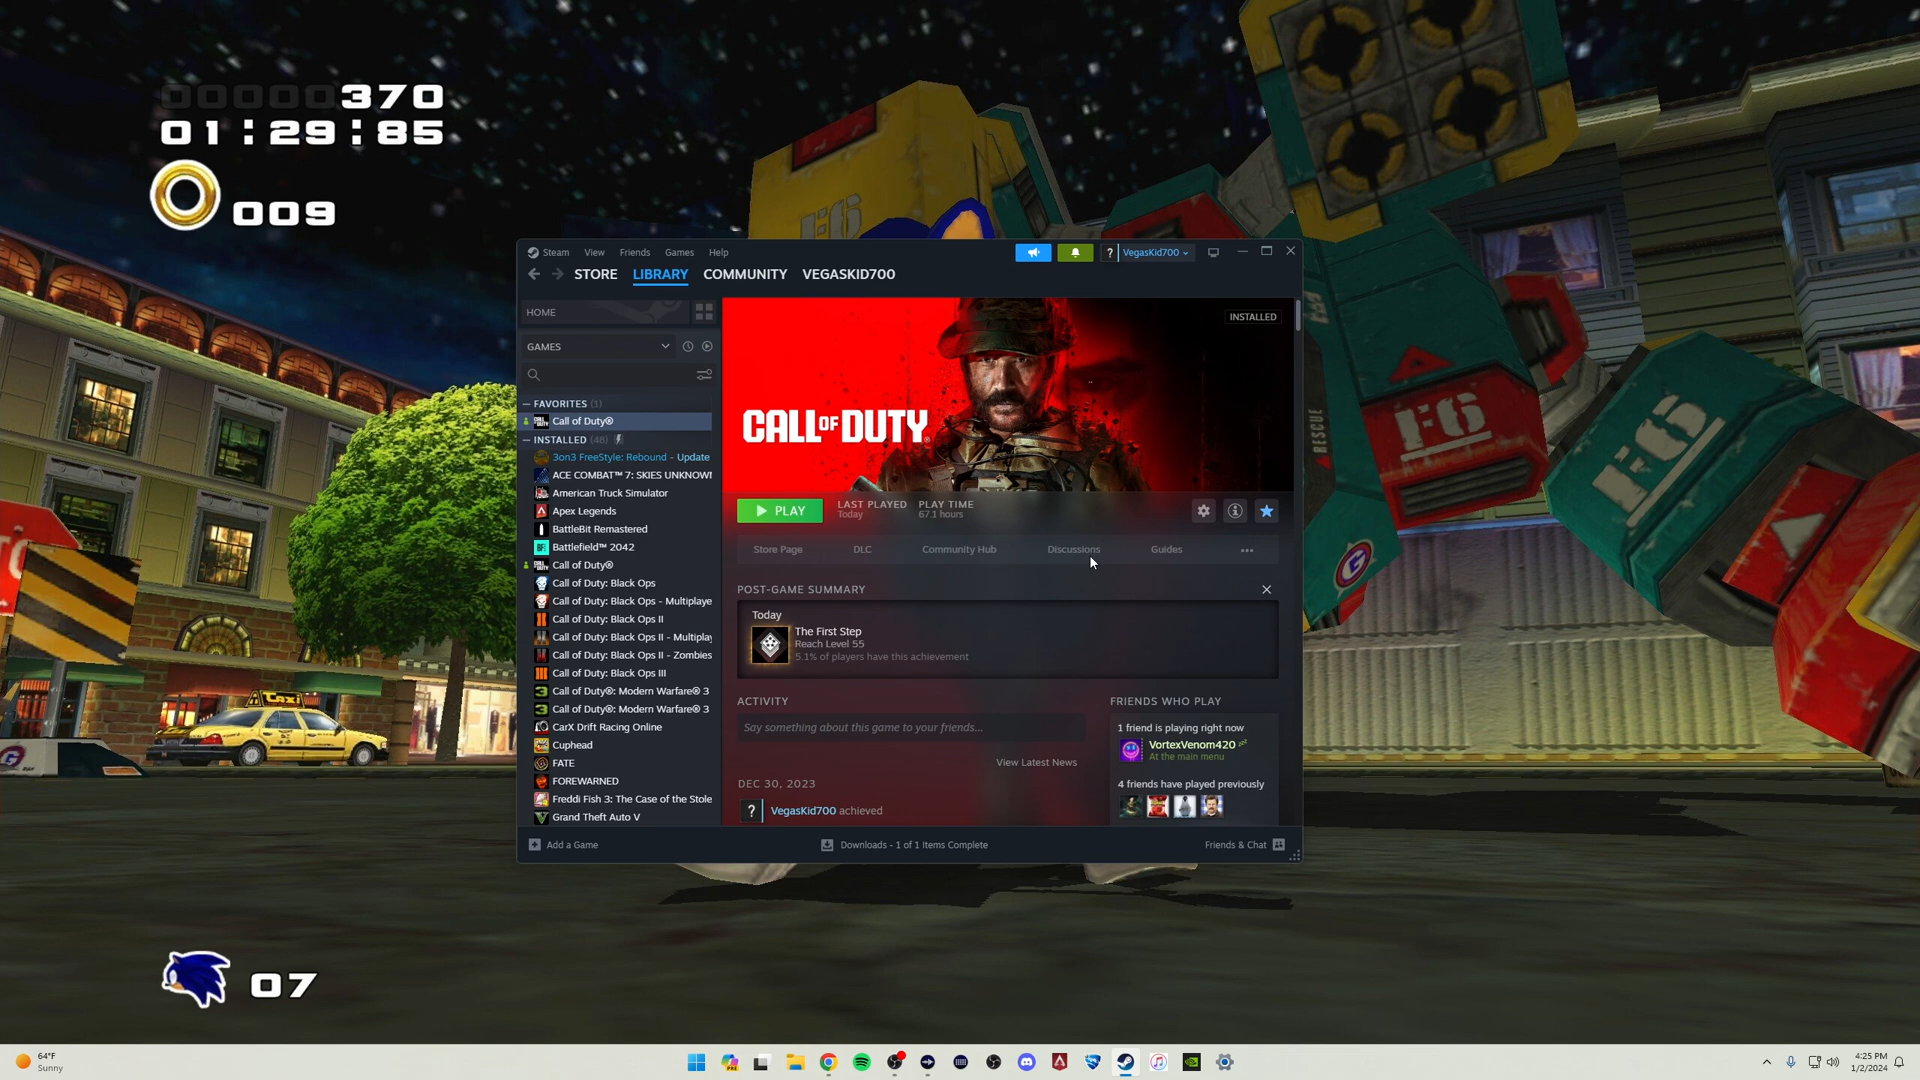 00000370
01:29:85
009
Steam View Friends Games Help
? VegasKid700
STORE LIBRARY COMMUNITY VEGASKID700
HOME
GAMES
FAVORITES (1)
Call of Duty®
INSTALLED (48)
3on3 FreeStyle: Rebound - Update
ACE COMBAT™ 7: SKIES UNKNOWN
American Truck Simulator
Apex Legends
BattleBit Remastered
Battlefield™ 2042
Call of Duty®
Call of Duty: Black Ops
Call of Duty: Black Ops - Multiplaye
Call of Duty: Black Ops II
Call of Duty: Black Ops II - Multiplay
Call of Duty: Black Ops II - Zombies
Call of Duty: Black Ops III
Call of Duty®: Modern Warfare® 3
Call of Duty®: Modern Warfare® 3
CarX Drift Racing Online
Cuphead
FATE
FOREWARNED
Freddi Fish 3: The Case of the Stole
Grand Theft Auto V
INSTALLED
CALL OF DUTY®
PLAY
LAST PLAYED
Today
PLAY TIME
67.1 hours
Store Page DLC Community Hub Discussions Guides ...
POST-GAME SUMMARY
Today
The First Step
Reach Level 55
5.1% of players have this achievement
ACTIVITY
Say something about this game to your friends...
View Latest News
DEC 30, 2023
? VegasKid700 achieved
FRIENDS WHO PLAY
1 friend is playing right now
VortexVenom420 zz
At the main menu
4 friends have played previously
Add a Game
Downloads - 1 of 1 Items Complete
Friends & Chat
F6
F6
F6
RESCUE
TAXI
07
64°F
Sunny
PRE
4:25 PM
1/2/2024